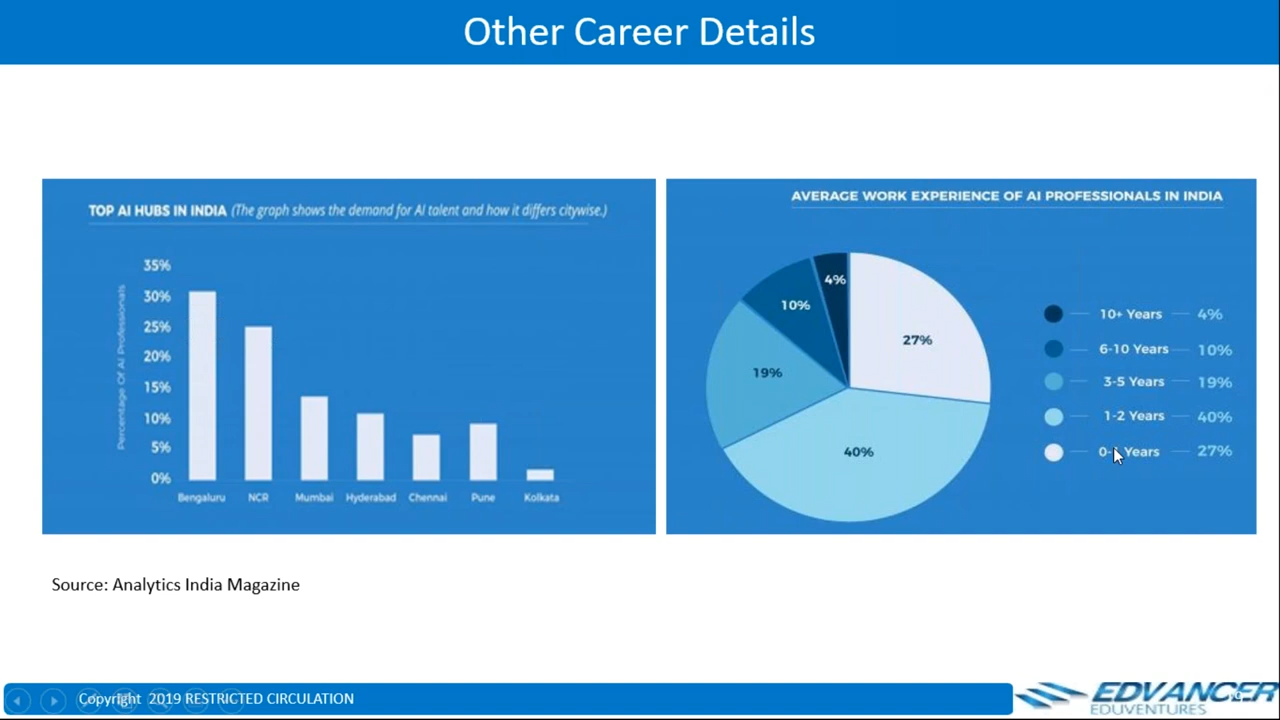 Other Career Details
TOP AI HUBS IN INDIA (The graph shows the demand for AI talent and how it differs citywise.)
Percentage Of AI Professionals
35%
30%
25%
20%
15%
10%
5%
0%
Bengaluru NCR Mumbai Hyderabad Chennai Pune Kolkata
AVERAGE WORK EXPERIENCE OF AI PROFESSIONALS IN INDIA
4%
10%
27%
19%
40%
10+ Years 4%
6-10 Years 10%
3-5 Years 19%
1-2 Years 40%
Years 27%
Source: Analytics India Magazine
Copyright 2019 RESTRICTED CIRCULATION
EDVANCER
EDUVENTURES